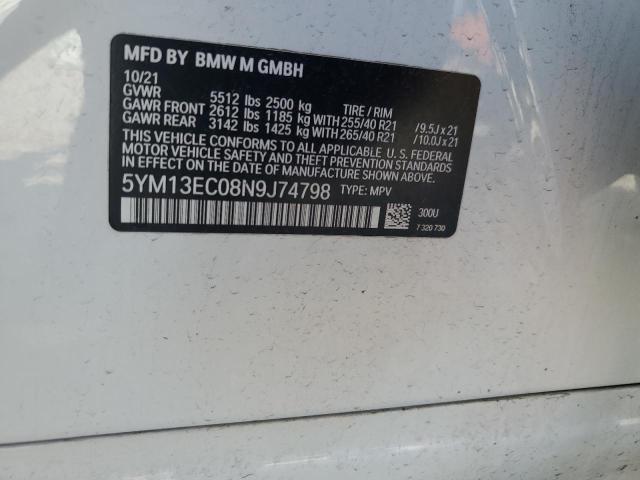 MFD BY BMW M GMBH
10/21
GVWR 5512 lbs 2500 kg TIRE / RIM
GAWR FRONT 2612 lbs 1185 kg WITH 255/40 R21 /9.5J x 21
GAWR REAR 3142 lbs 1425 kg WITH 265/40 R21 /10.0J x 21
THIS VEHICLE CONFORMS TO ALL APPLICABLE U. S. FEDERAL
MOTOR VEHICLE SAFETY AND THEFT PREVENTION STANDARDS
IN EFFECT ON THE DATE OF MANUFACTURE SHOWN ABOVE.
5YM13EC08N9J74798 TYPE: MPV
300U
7 320 730